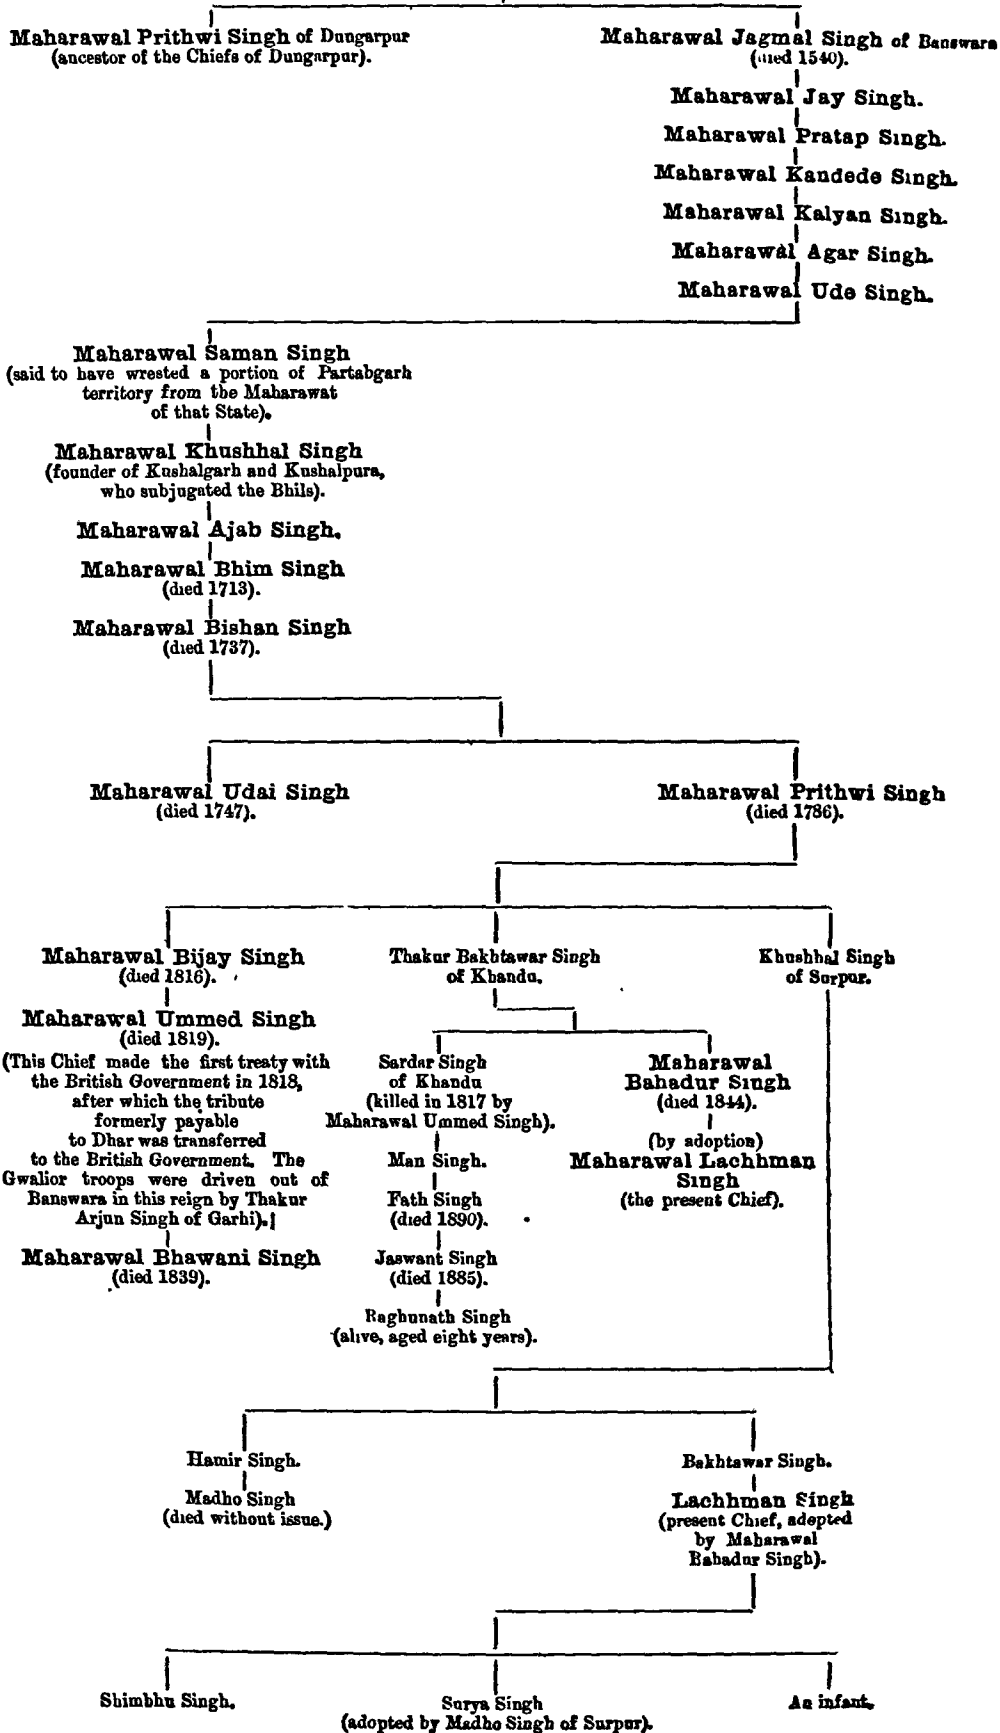 Maharawal Prithwi Singh of Dungarpur
(ancestor of the Chiefs of Dungarpur).
Maharawal Jagmal Singh of Banswara
(died 1540).
Maharawal Jay Singh.
Maharawal Pratap Singh.
Maharawal Kandede Singh.
Maharawal Kalyan Singh.
Maharawal Agar Singh.
Maharawal Ude Singh.
Maharawal Saman Singh
(said to have wrested a portion of Partabgarh
territory from the Maharawat
of that State).
Maharawal Khushhal Singh
(founder of Kushalgarh and Kushalpura,
who subjugated the Bhils).
Maharawal Ajab Singh.
Maharawal Bhim Singh
(died 1713).
Maharawal Bishan Singh
(died 1737).
Maharawal Udai Singh
(died 1747).
Maharawal Prithwi Singh
(died 1786).
Maharawal Bijay Singh
(died 1816).
Maharawal Ummed Singh
(died 1819).
(This Chief made the first treaty with
the British Government in 1818,
after which the tribute
formerly payable
to Dhar was transferred
to the British Government. The
Gwalior troops were driven out of
Banswara in this reign by Thakur
Arjun Singh of Garhi).
Maharawal Bhawani Singh
(died 1839).
Thakur Bakhtawar Singh
of Khandu.
Sardar Singh
of Khandu
(killed in 1817 by
Maharawal Ummed Singh).
Man Singh.
Fath Singh
(died 1890).
Jaswant Singh
(died 1885).
Raghunath Singh
(alive, aged eight years).
Maharawal
Bahadur Singh
(died 1844).
(by adoption)
Maharawal Lachhman
Singh
(the present Chief).
Khushhal Singh
of Surpur.
Hamir Singh.
Madho Singh
(died without issue.)
Bakhtawar Singh.
Lachhman Singh
(present Chief, adopted
by Maharawal
Bahadur Singh).
Shimbhu Singh.
Surya Singh
(adopted by Madho Singh of Surpur).
An infant.